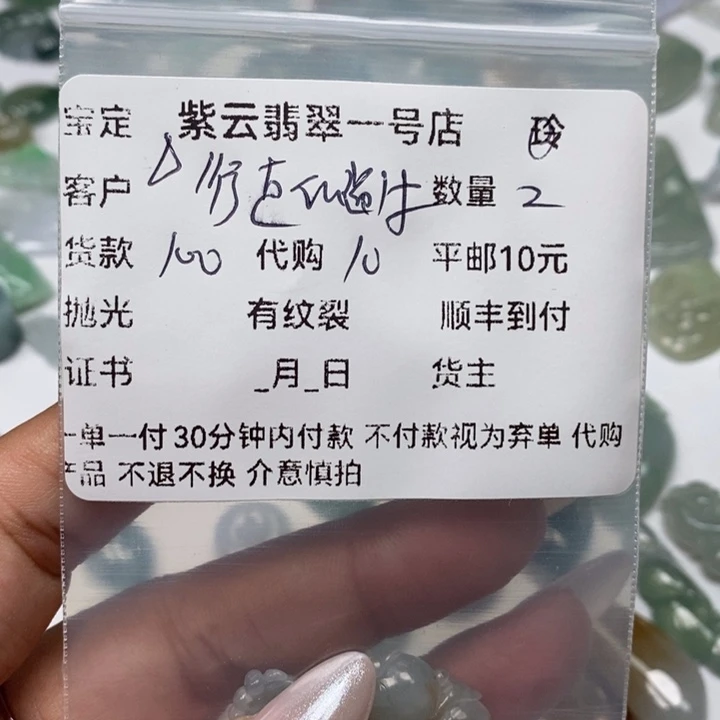 宝定 紫云翡翠一号店 玲
客户 数量 2
货款 100 代购 10 平邮10元
抛光 有纹裂 顺丰到付
证书 _月_日 货主
一单一付 30分钟内付款 不付款视为弃单 代购
产品 不退不换 介意慎拍